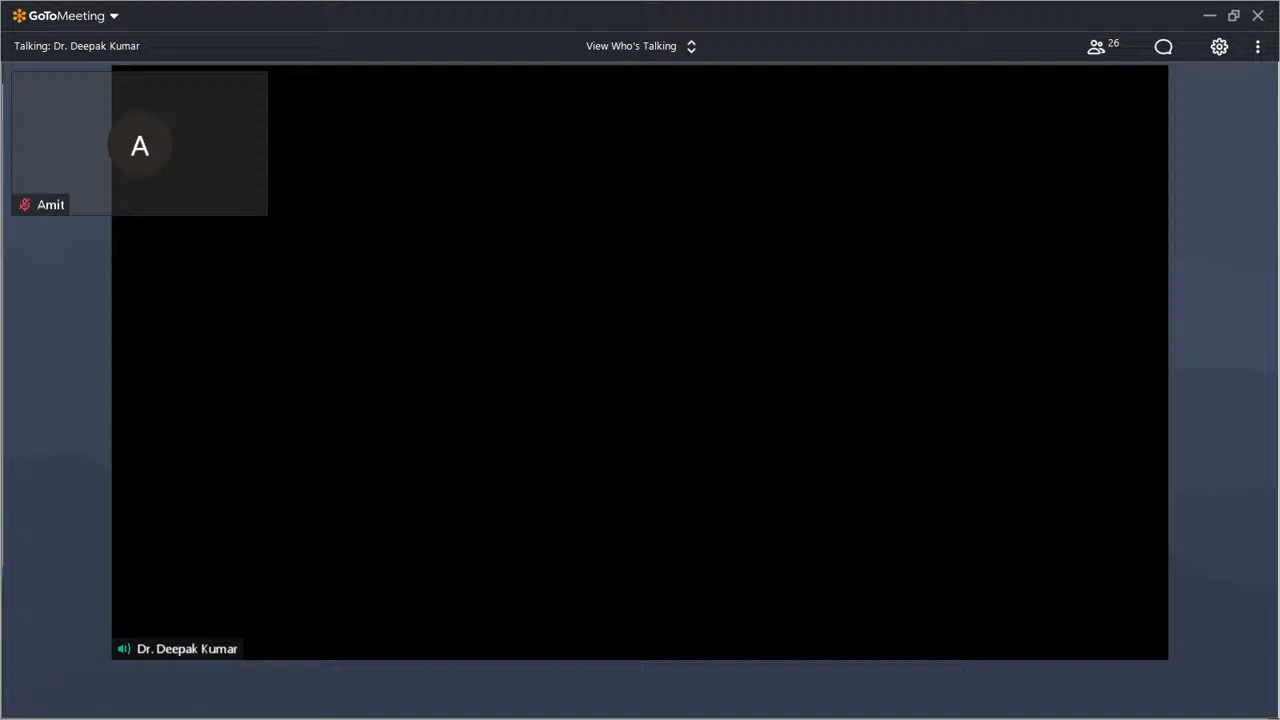 GoToMeeting
Talking: Dr. Deepak Kumar
View Who's Talking
26
A
Amit
Dr. Deepak Kumar